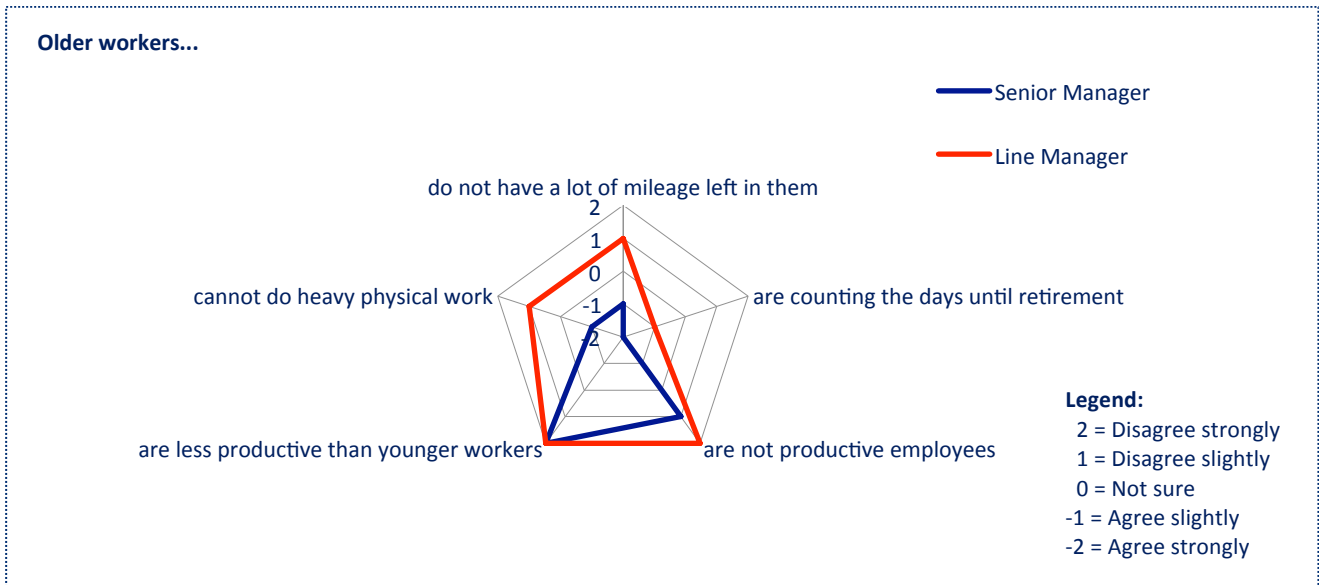 Older workers...
Senior Manager
Line Manager
do not have a lot of mileage left in them
2
1
0
-1
-2
are counting the days until retirement
cannot do heavy physical work
are less productive than younger workers
are not productive employees
Legend:
2 = Disagree strongly
1 = Disagree slightly
0 = Not sure
-1 = Agree slightly
-2 = Agree strongly